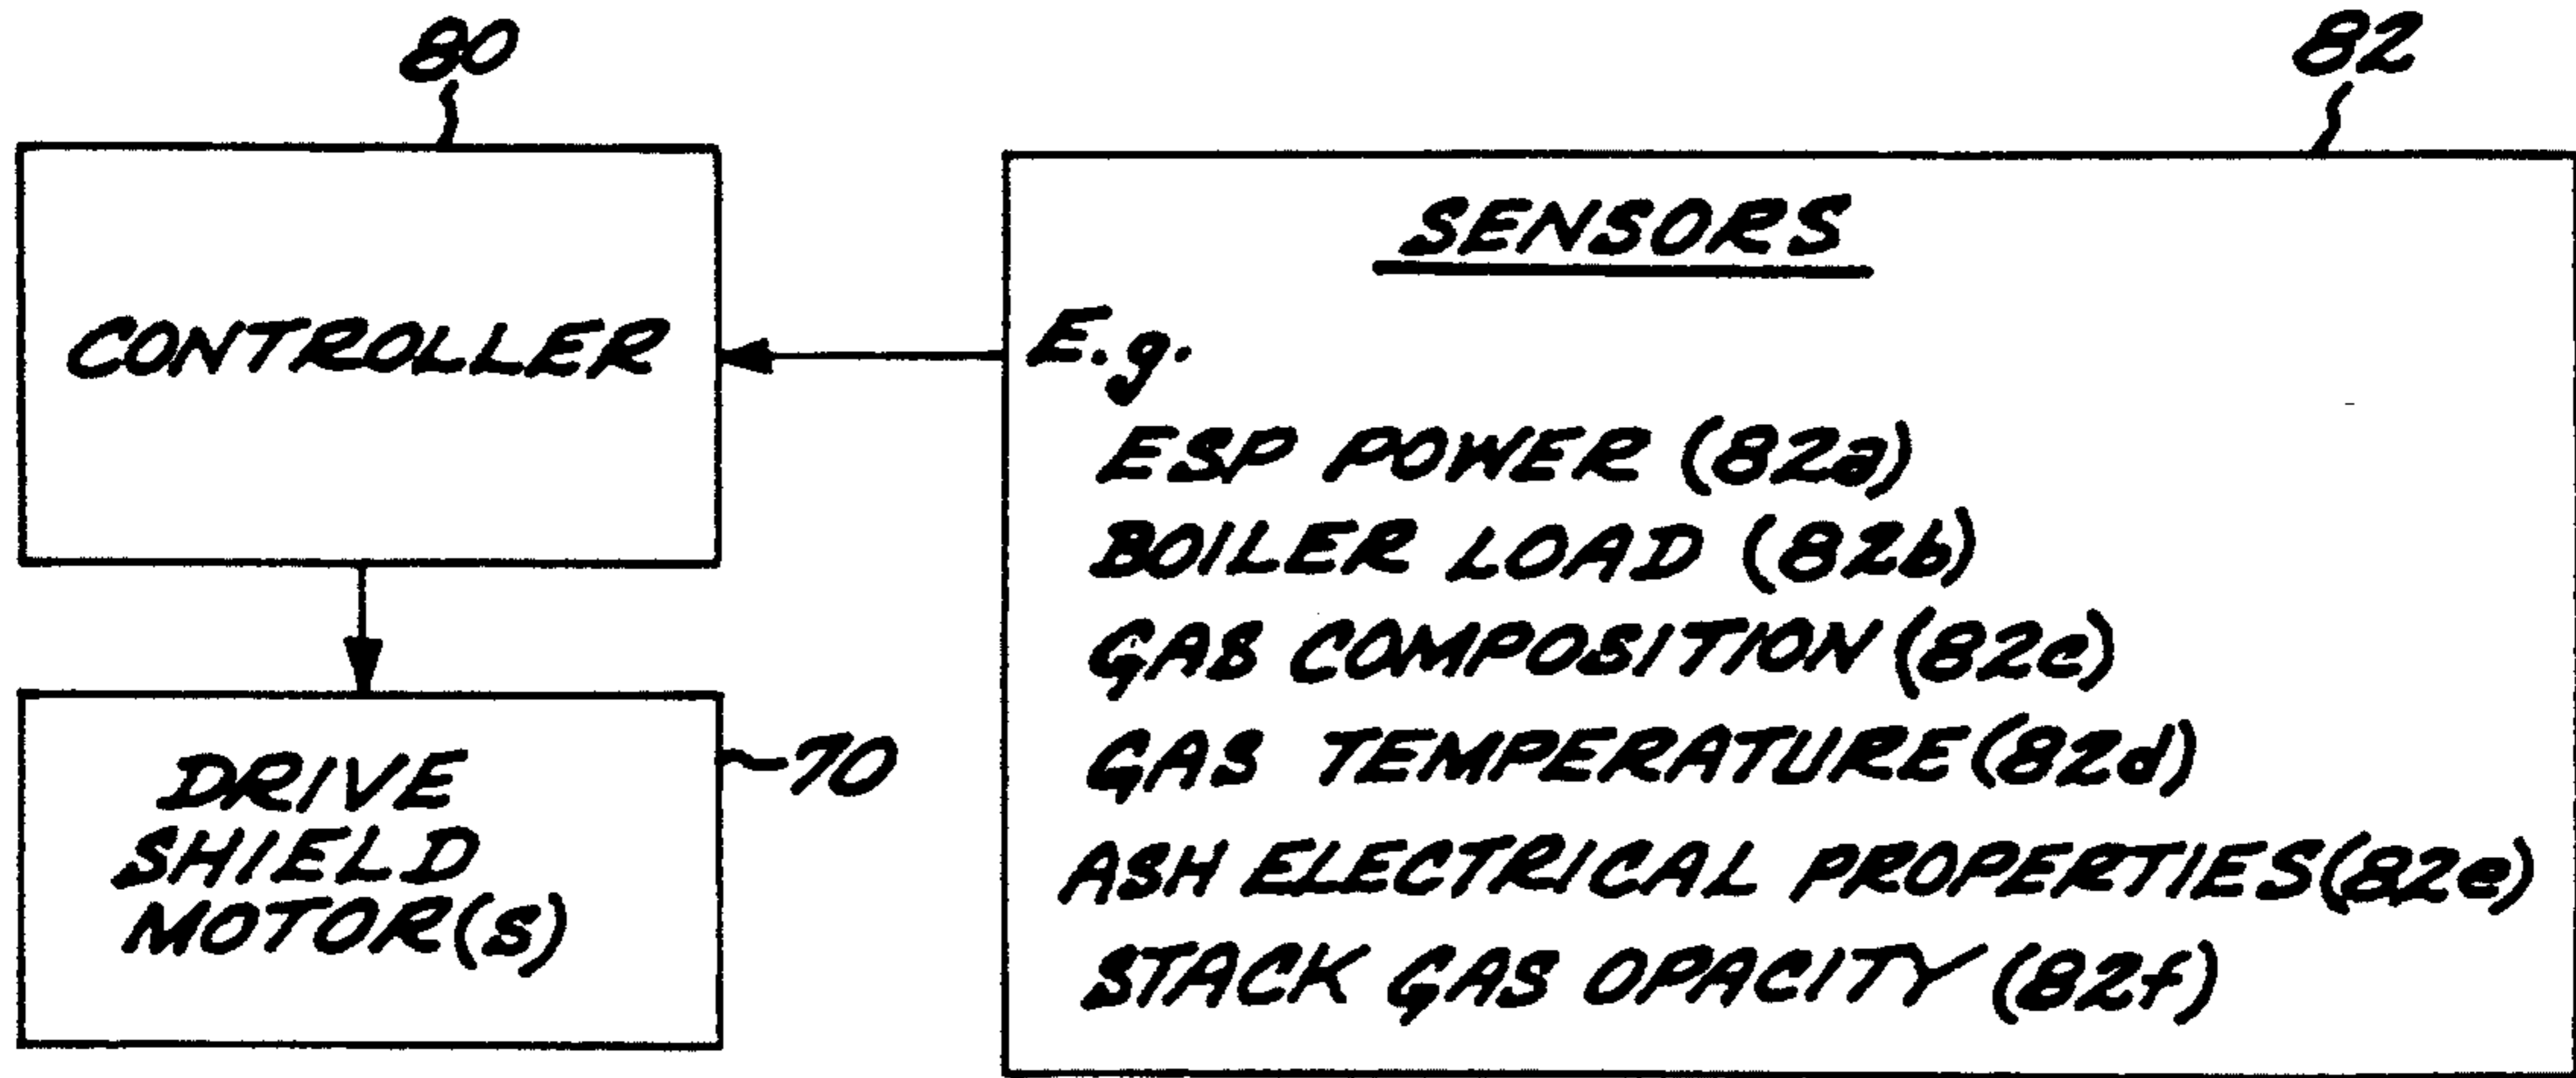 80
82
CONTROLLER
SENSORS
E.g.
ESP POWER (82a)
BOILER LOAD (82b)
GAS COMPOSITION (82c)
GAS TEMPERATURE (82d)
ASH ELECTRICAL PROPERTIES (82e)
STACK GAS OPACITY (82f)
DRIVE
SHIELD
MOTOR(S)
70